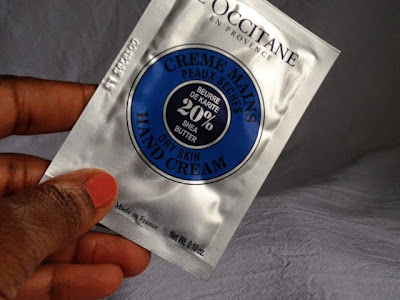 L'OCCITANE
EN PROVENCE
CREME MAINS
PEAUX SECHES
BEURRE
DE KARITE
20%
SHEA
BUTTER
DRY SKIN
HAND CREAM
Made in France
Net Wt. 0.10 oz.